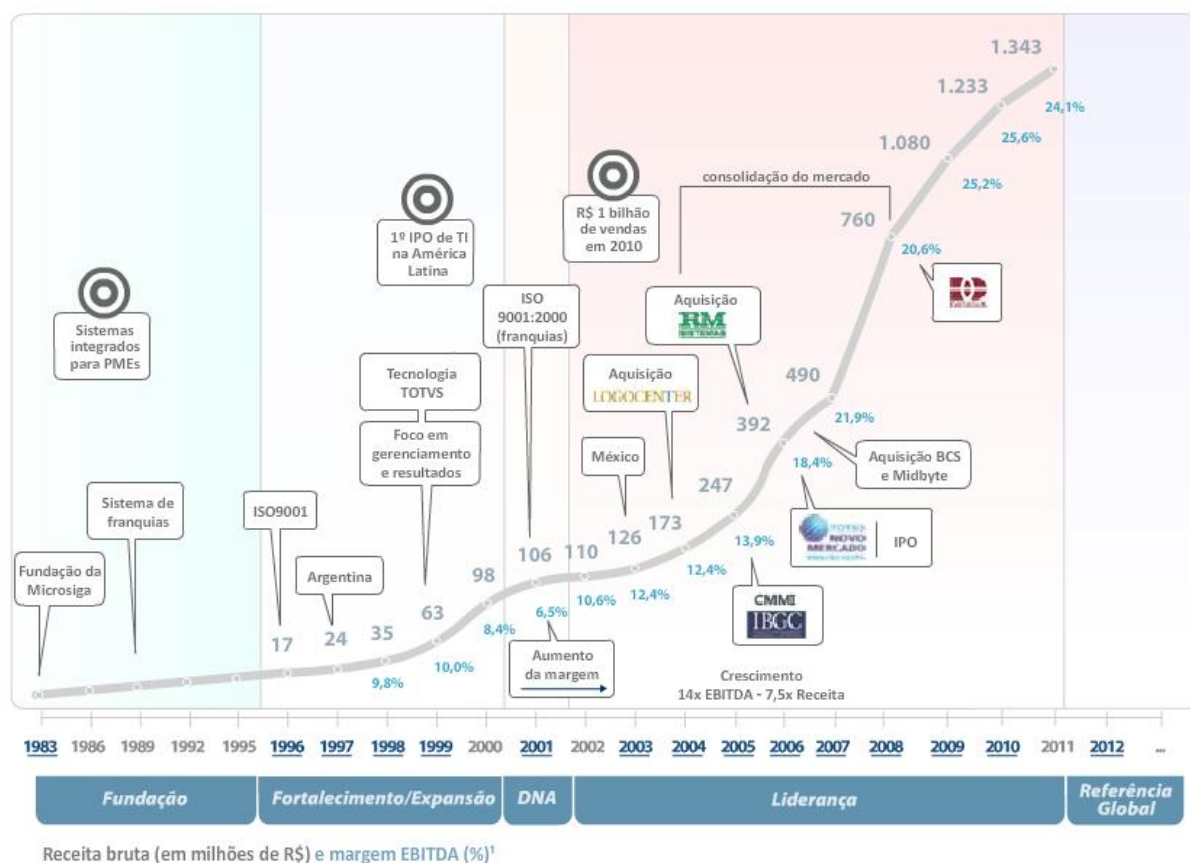 1.343
1.233
24,1%
1.080
25,6%
25,2%
consolidação do mercado
760
20,6%
R$ 1 bilhão
de vendas
em 2010
1º IPO de TI
na América
Latina
Sistemas
integrados
para PMEs
ISO
9001:2000
(franquias)
Aquisição
RM
SISTEMAS
Aquisição
LOGOCENTER
Tecnologia
TOTVS
Foco em
gerenciamento
e resultados
490
21,9%
392
18,4%
Aquisição BCS
e Midbyte
México
247
13,9%
TOTVS
NOVO
MERCADO
IPO
Sistema de
franquias
ISO9001
Argentina
Fundação da
Microsiga
17
24
35
63
98
106
110
126
173
9,8%
10,0%
8,4%
6,5%
10,6%
12,4%
12,4%
CMMI
IBGC
Aumento
da margem
Crescimento
14x EBITDA - 7,5x Receita
1983 1986 1989 1992 1995 1996 1997 1998 1999 2000 2001 2002 2003 2004 2005 2006 2007 2008 2009 2010 2011 2012 ...
Fundação Fortalecimento/Expansão DNA Liderança Referência
Global
Receita bruta (em milhões de R$) e margem EBITDA (%)¹